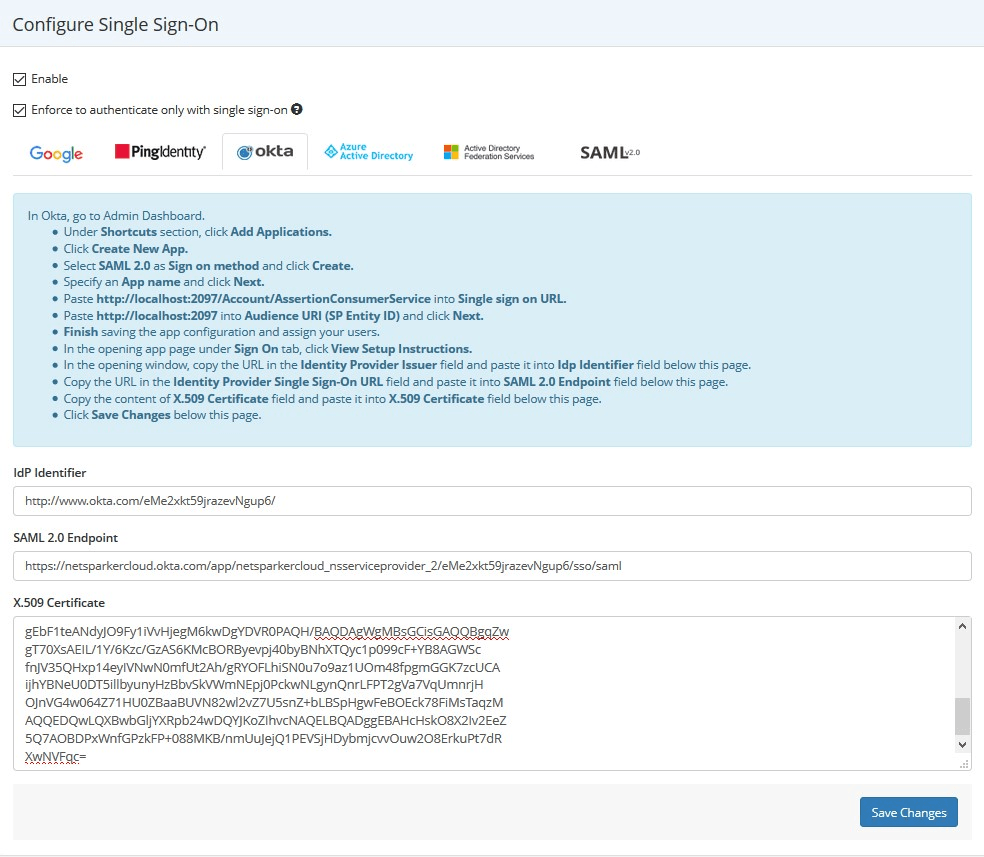 Configure Single Sign-On
Enable
Enforce to authenticate only with single sign-on ?
Google PingIdentity okta Azure Active Directory Active Directory Federation Services SAML v2.0
In Okta, go to Admin Dashboard.
• Under Shortcuts section, click Add Applications.
• Click Create New App.
• Select SAML 2.0 as Sign on method and click Create.
• Specify an App name and click Next.
• Paste http://localhost:2097/Account/AssertionConsumerService into Single sign on URL.
• Paste http://localhost:2097 into Audience URI (SP Entity ID) and click Next.
• Finish saving the app configuration and assign your users.
• In the opening app page under Sign On tab, click View Setup Instructions.
• In the opening window, copy the URL in the Identity Provider Issuer field and paste it into Idp Identifier field below this page.
• Copy the URL in the Identity Provider Single Sign-On URL field and paste it into SAML 2.0 Endpoint field below this page.
• Copy the content of X.509 Certificate field and paste it into X.509 Certificate field below this page.
• Click Save Changes below this page.
IdP Identifier
http://www.okta.com/eMe2xkt59jrazevNgup6/
SAML 2.0 Endpoint
https://netsparkercloud.okta.com/app/netsparkercloud_nsserviceprovider_2/eMe2xkt59jrazevNgup6/sso/saml
X.509 Certificate
gEbF1teANdyJO9Fy1iVvHjegM6kwDgYDVR0PAQH/BAQDAgWgMBsGCisGAQQBgqZw
gT70XsAEIL/1Y/6Kzc/GzAS6KMcBORByevpj40byBNhXTQyc1p099cF+YB8AGWSc
fnJV35QHxp14eyIVNwN0mfUt2Ah/gRYOFLhiSN0u7o9az1UOm48fpgmGGK7zcUCA
ijhYBNeU0DT5illbyunyHzBbvSkVWmNEpj0PckwNLgynQnrLFPT2gVa7VqUmnrjH
OJnVG4w064Z71HU0ZBaaBUVN82wl2vZ7U5snZ+bLBSpHgwFeBOEck78FiMsTaqzM
AQQEDQwLQXBwbGljYXRpb24wDQYJKoZIhvcNAQELBQADggEBAHcHskO8X2Iv2EeZ
5Q7AOBDPxWnfGPzkFP+088MKB/nmUuJejQ1PEVSjHDybmjcvvOuw2O8ErkuPt7dR
XwNVFqc=
Save Changes